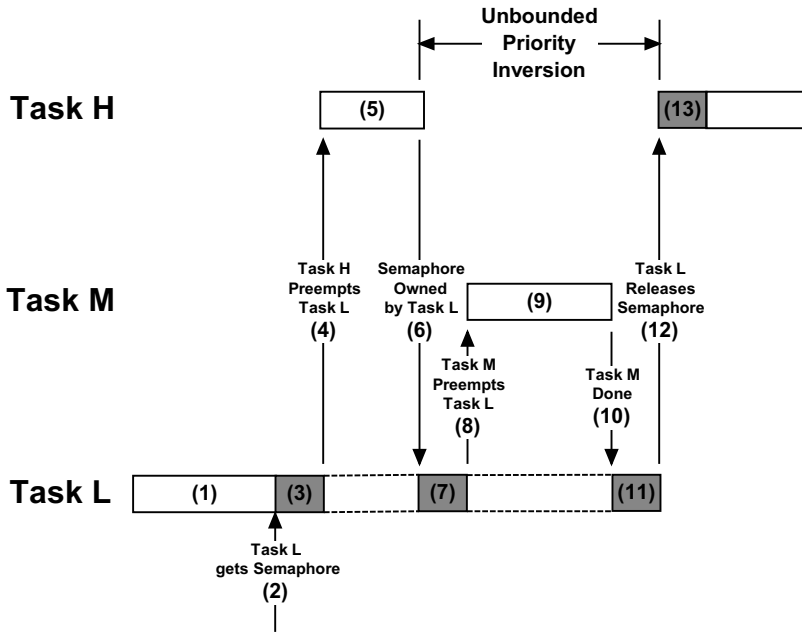 Unbounded
Priority
Inversion
Task H
(5)
(13)
Task H
Preempts
Task L
(4)
Semaphore
Owned
by Task L
(6)
Task L
Releases
Semaphore
(12)
Task M
(9)
Task M
Preempts
Task L
(8)
Task M
Done
(10)
Task L
(1)
(3)
(7)
(11)
Task L
gets Semaphore
(2)